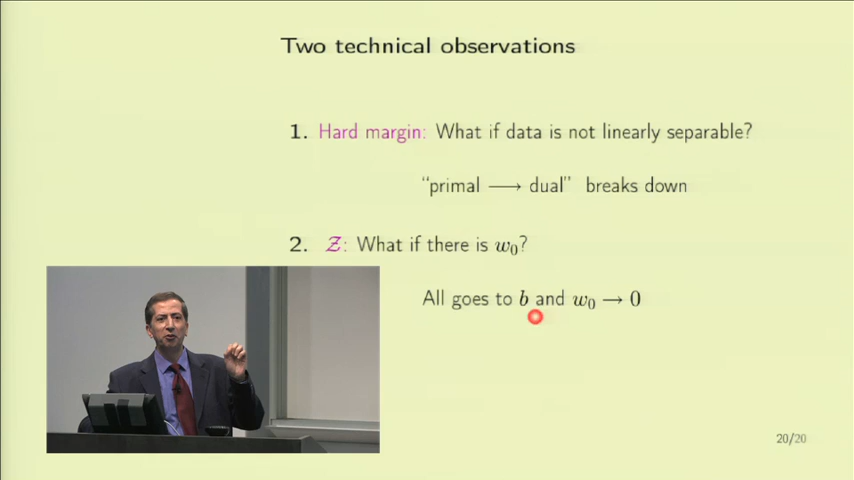 Two technical observations
1. Hard margin: What if data is not linearly separable?
“primal ⟶ dual” breaks down
2. 𝒵: What if there is w₀?
All goes to b and w₀ → 0
20/20